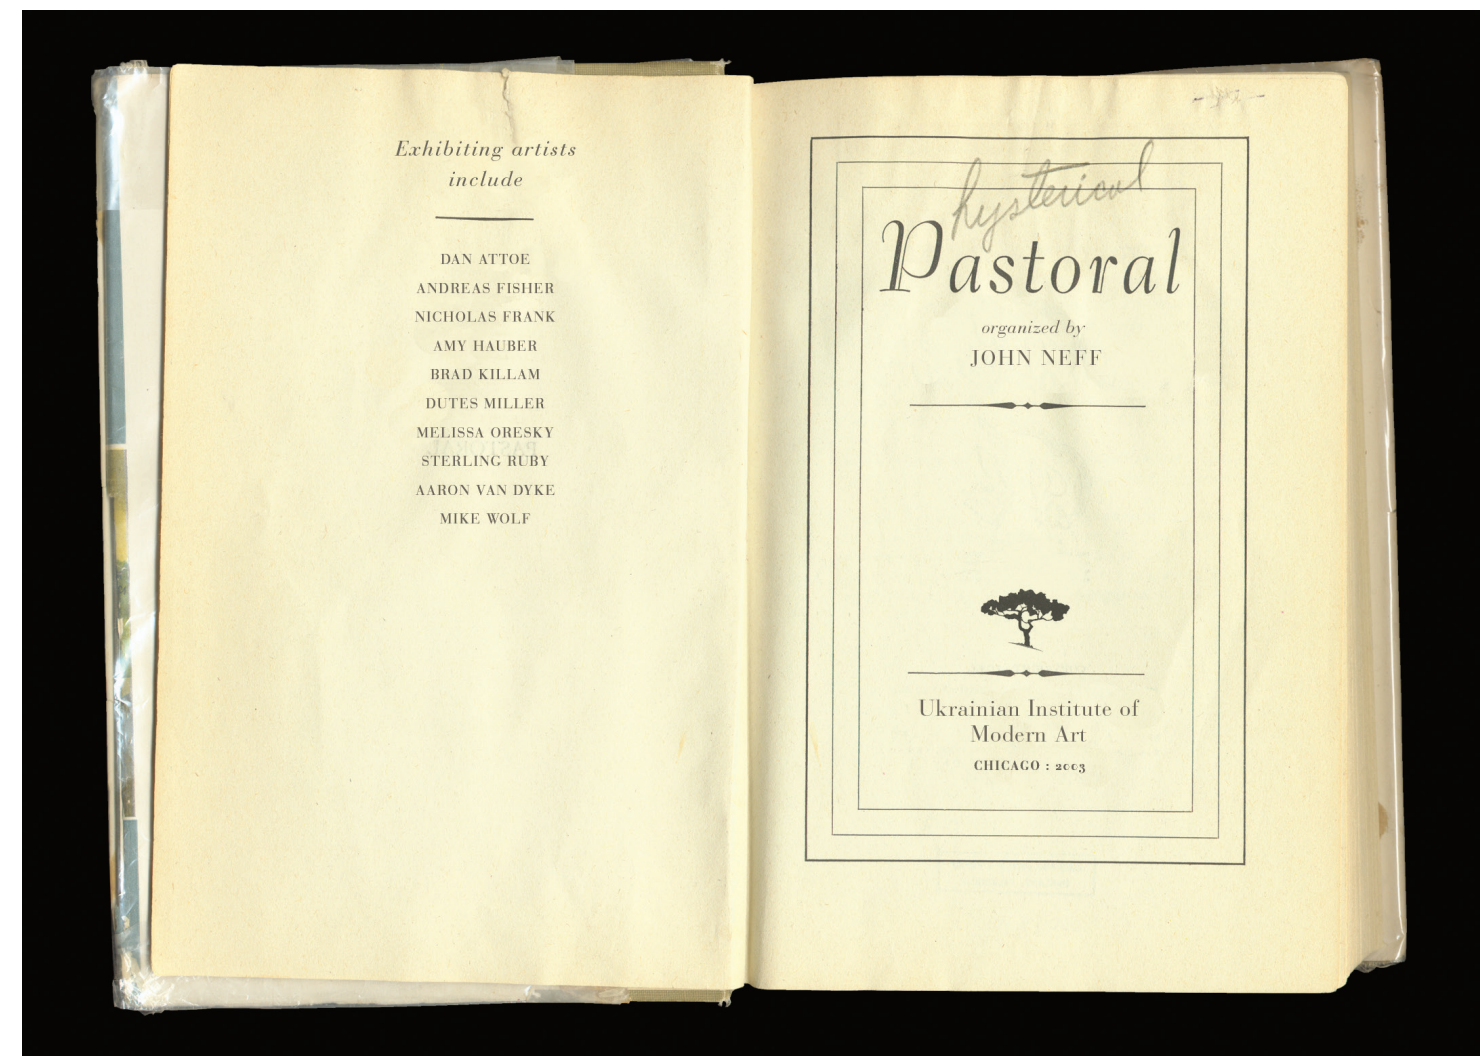 Exhibiting artists
include
DAN ATTOE
ANDREAS FISHER
NICHOLAS FRANK
AMY HAUBER
BRAD KILLAM
DUTES MILLER
MELISSA ORESKY
STERLING RUBY
AARON VAN DYKE
MIKE WOLF
hysterical
Pastoral
organized by
JOHN NEFF
Ukrainian Institute of
Modern Art
CHICAGO : 2003